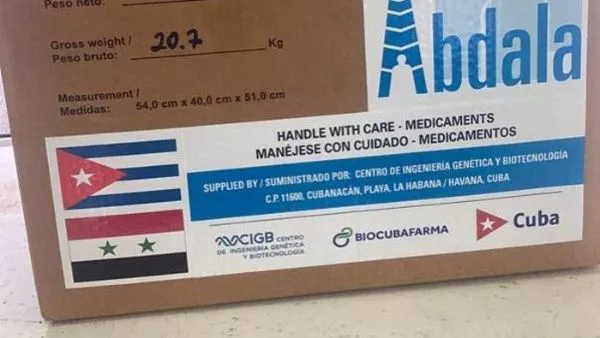 Peso neto:
Gross weight / 20.7 Kg
Peso bruto:
Abdala
Measurement /
Medidas: 54,0 cm x 40,0 cm x 51,0 cm
HANDLE WITH CARE - MEDICAMENTS
MANÉJESE CON CUIDADO - MEDICAMENTOS
SUPPLIED BY / SUMINISTRADO POR: CENTRO DE INGENIERÍA GENÉTICA Y BIOTECNOLOGÍA
C.P. 11600, CUBANACÁN, PLAYA, LA HABANA / HAVANA, CUBA
CIGB CENTRO
DE INGENIERÍA GENÉTICA
Y BIOTECNOLOGÍA
BIOCUBAFARMA
Cuba